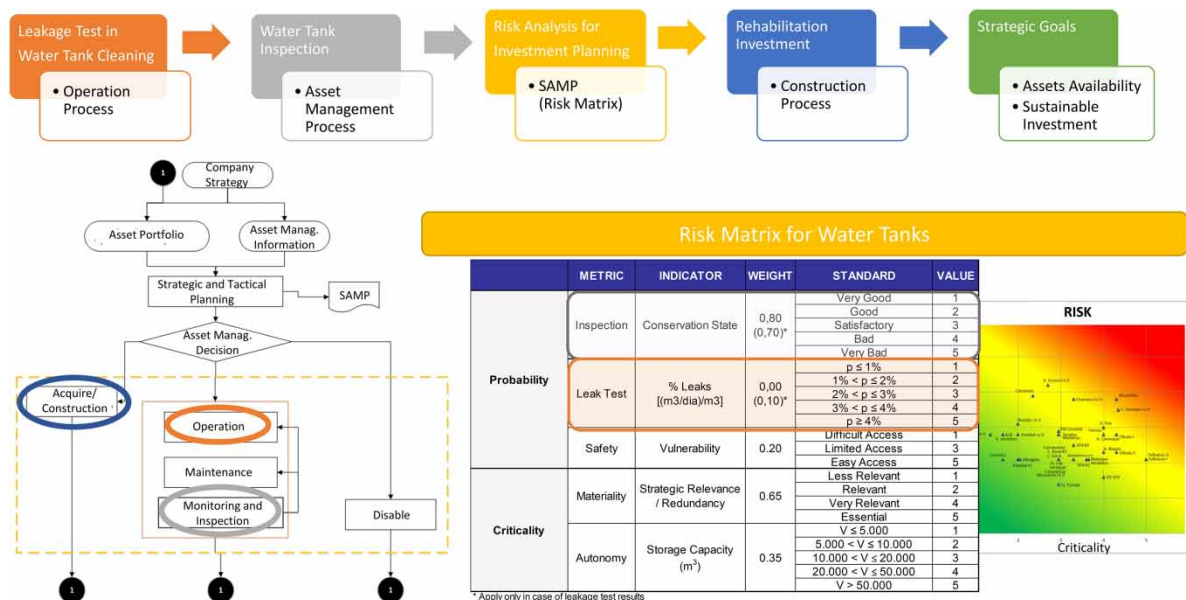 Leakage Test in
Water Tank Cleaning
• Operation
Process
Water Tank
Inspection
• Asset
Management
Process
Risk Analysis for
Investment Planning
• SAMP
(Risk Matrix)
Rehabilitation
Investment
• Construction
Process
Strategic Goals
• Assets Availability
• Sustainable
Investment
1
Company
Strategy
Asset Portfolio
Asset Manag.
Information
Strategic and Tactical
Planning
SAMP
Asset Manag.
Decision
Acquire/
Construction
Operation
Maintenance
Monitoring and
Inspection
Disable
1
1
1
Risk Matrix for Water Tanks
METRIC INDICATOR WEIGHT STANDARD VALUE
Probability
Inspection Conservation State 0,80
(0,70)*
Very Good 1
Good 2
Satisfactory 3
Bad 4
Very Bad 5
Leak Test % Leaks
[(m3/dia)/m3]
0,00
(0,10)*
p ≤ 1% 1
1% < p ≤ 2% 2
2% < p ≤ 3% 3
3% < p ≤ 4% 4
p ≥ 4% 5
Safety Vulnerability 0.20
Difficult Access 1
Limited Access 3
Easy Access 5
Criticality
Materiality Strategic Relevance
/ Redundancy
0.65
Less Relevant 1
Relevant 2
Very Relevant 4
Essential 5
Autonomy Storage Capacity
(m³)
0.35
V ≤ 5.000 1
5.000 < V ≤ 10.000 2
10.000 < V ≤ 20.000 3
20.000 < V ≤ 50.000 4
V > 50.000 5
* Apply only in case of leakage test results
RISK
2 3 4 5
Criticality